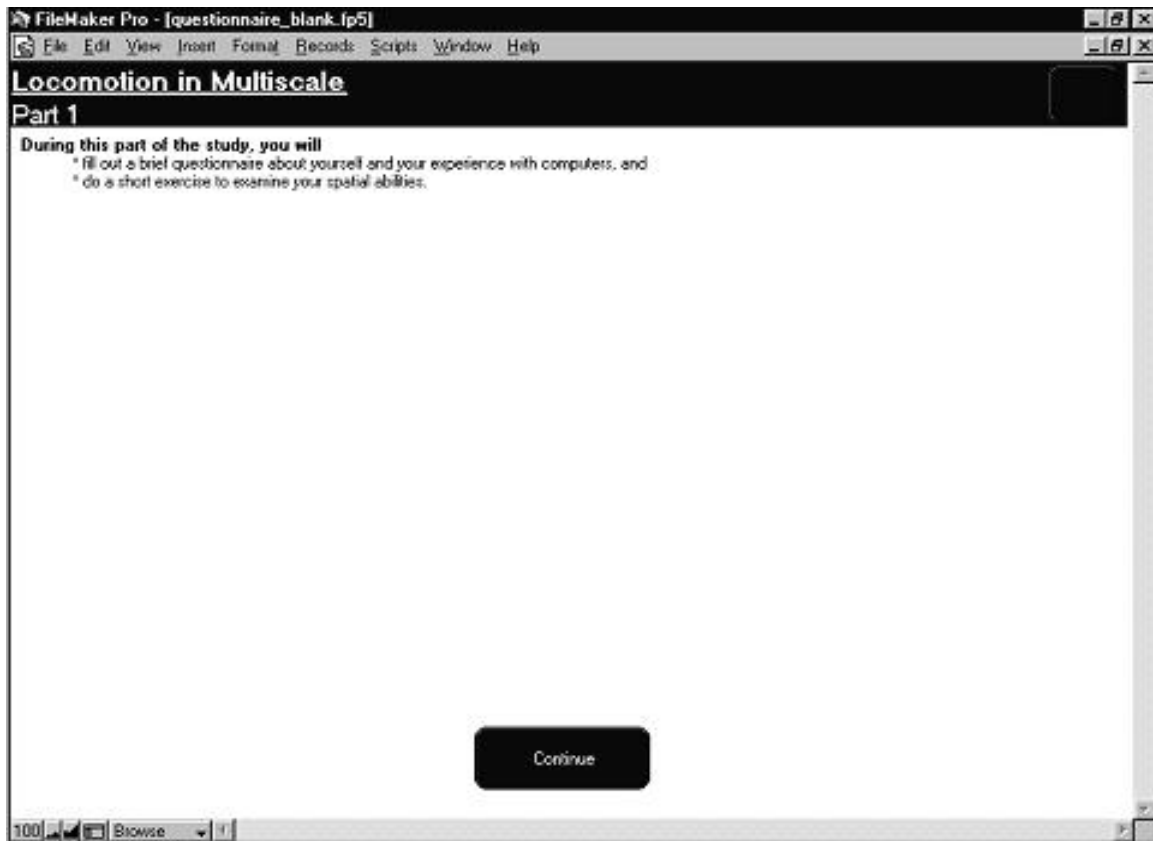 FileMaker Pro - [questionnaire_blank.fp5]
File Edit View Insert Format Records Scripts Window Help
Locomotion in Multiscale
Part 1
During this part of the study, you will
* fill out a brief questionnaire about yourself and your experience with computers, and
* do a short exercise to examine your spatial abilities.
Continue
100 Browse